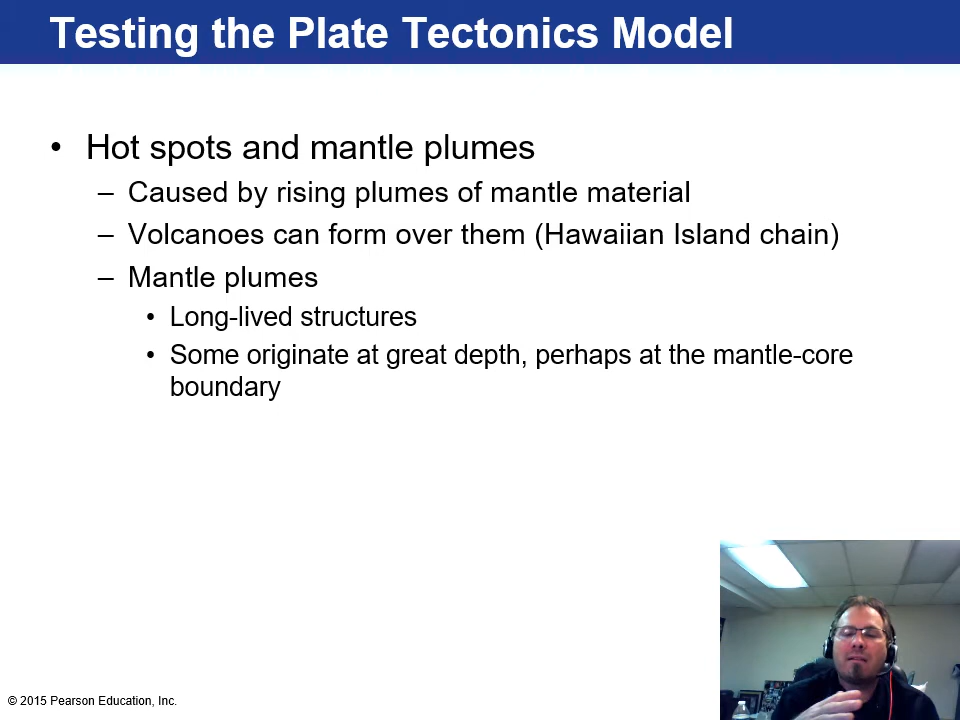 Testing the Plate Tectonics Model
• Hot spots and mantle plumes
– Caused by rising plumes of mantle material
– Volcanoes can form over them (Hawaiian Island chain)
– Mantle plumes
• Long-lived structures
• Some originate at great depth, perhaps at the mantle-core
boundary
© 2015 Pearson Education, Inc.